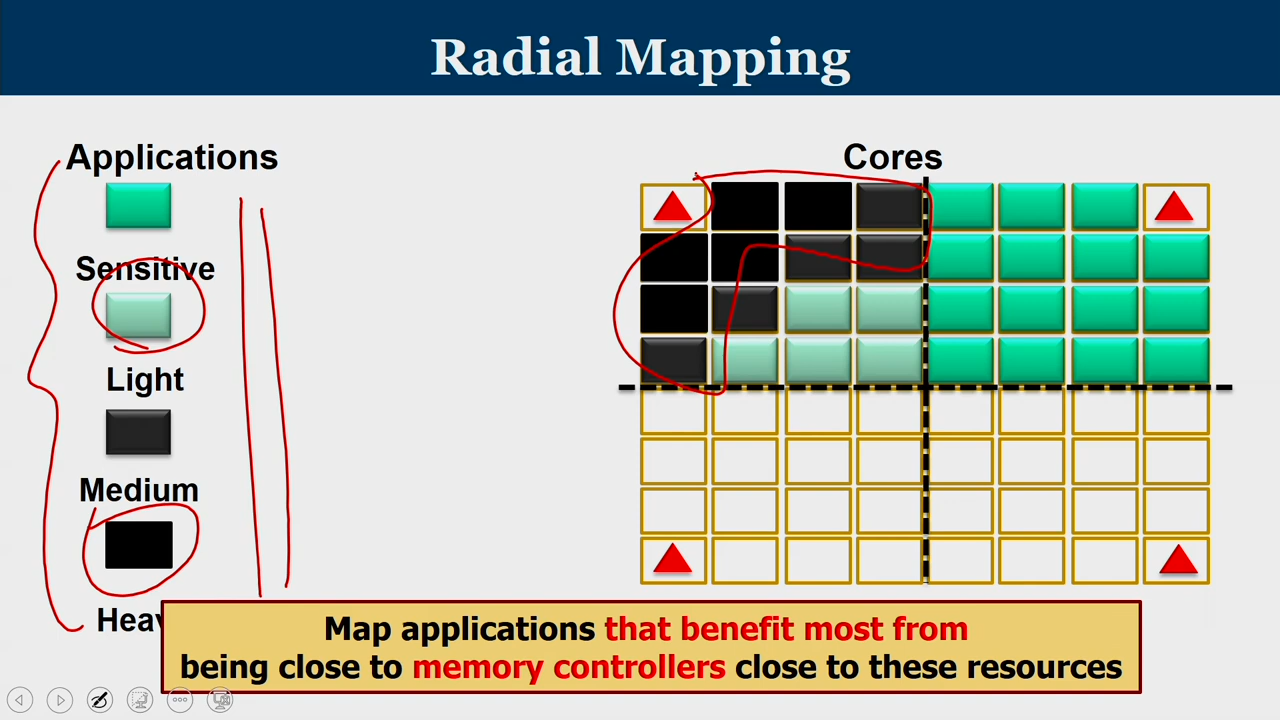 Radial Mapping
Applications
Cores
Sensitive
Light
Medium
Heav
Map applications that benefit most from
being close to memory controllers close to these resources